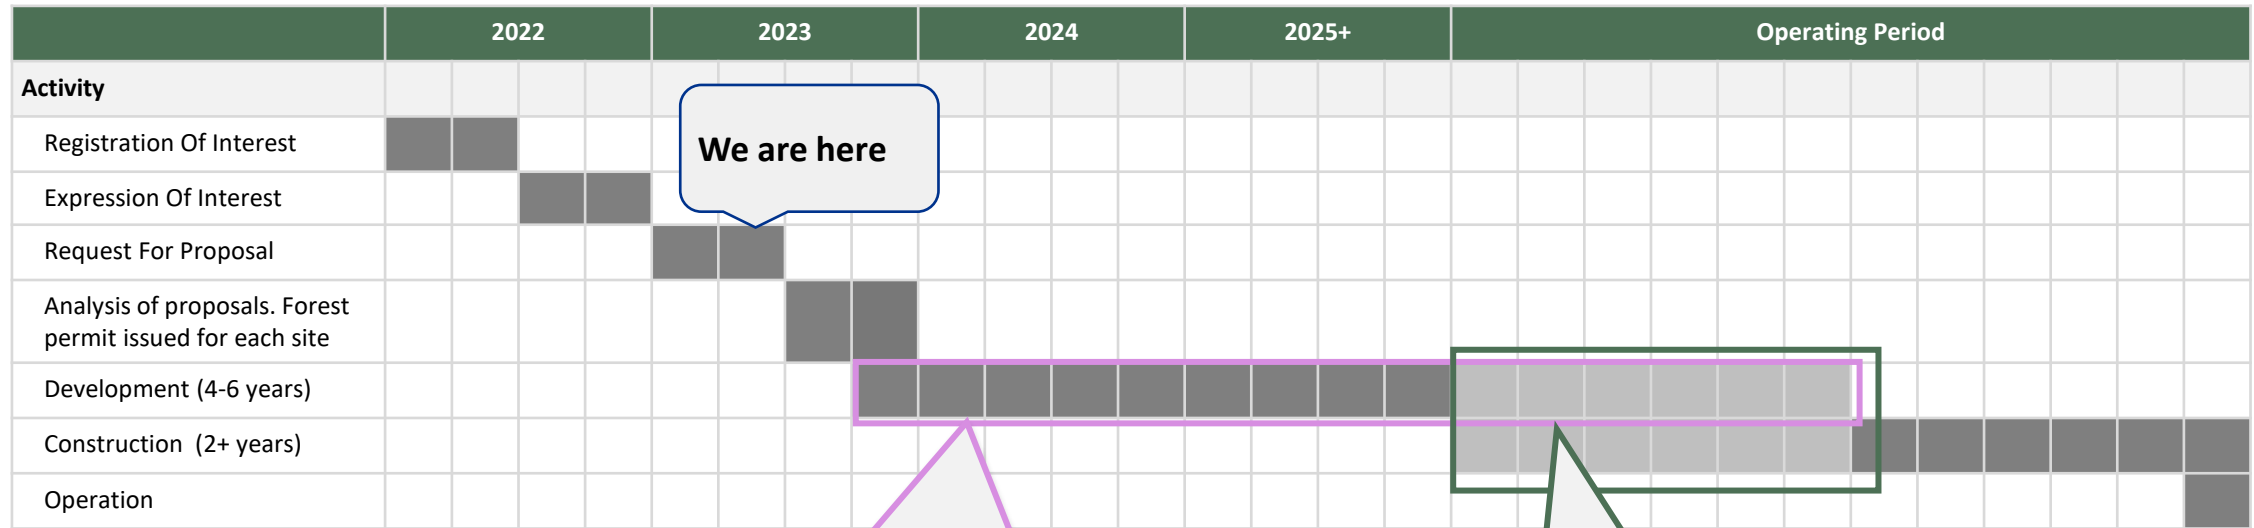 2022 2023 2024 2025+ Operating Period
Activity
We are here
Registration Of Interest
Expression Of Interest
Request For Proposal
Analysis of proposals. Forest
permit issued for each site
Development (4-6 years)
Construction (2+ years)
Operation